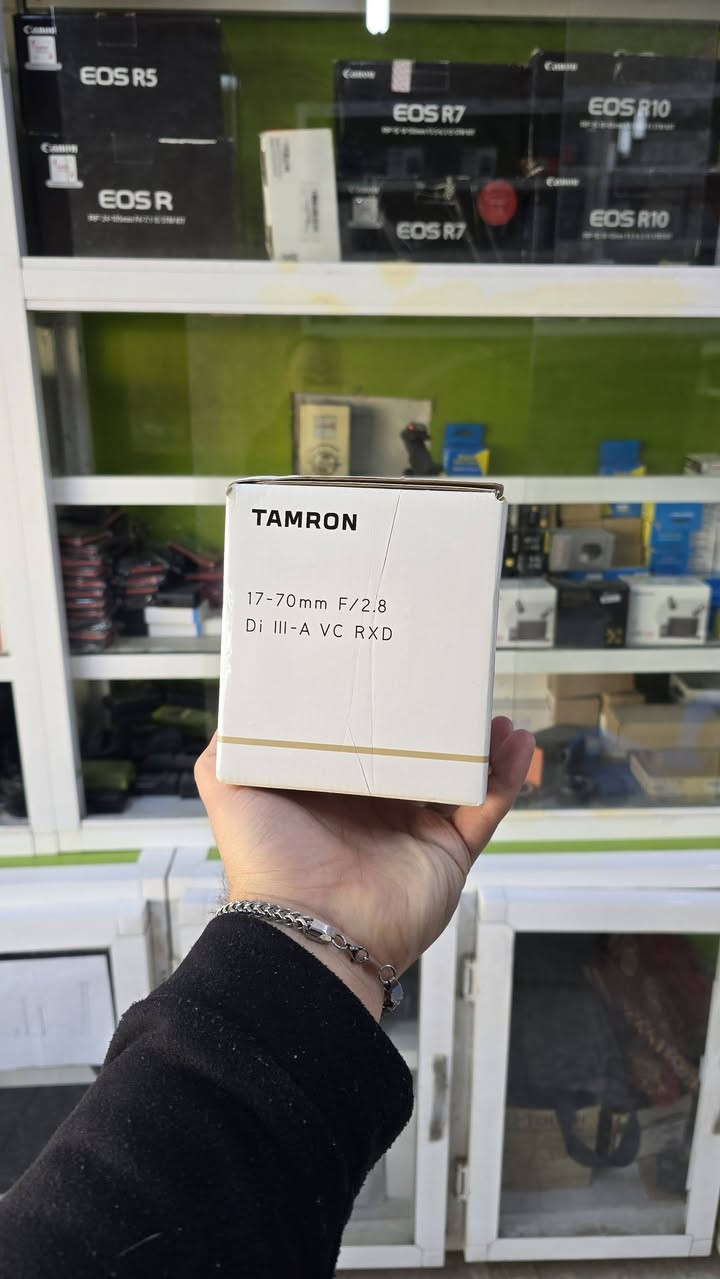 Canon
EOS R5
Canon
EOS R
Canon
EOS R7
EOS R7
Canon
EOS R10
Canon
EOS R10
TAMRON
17-70mm F/2.8
Di III-A VC RXD